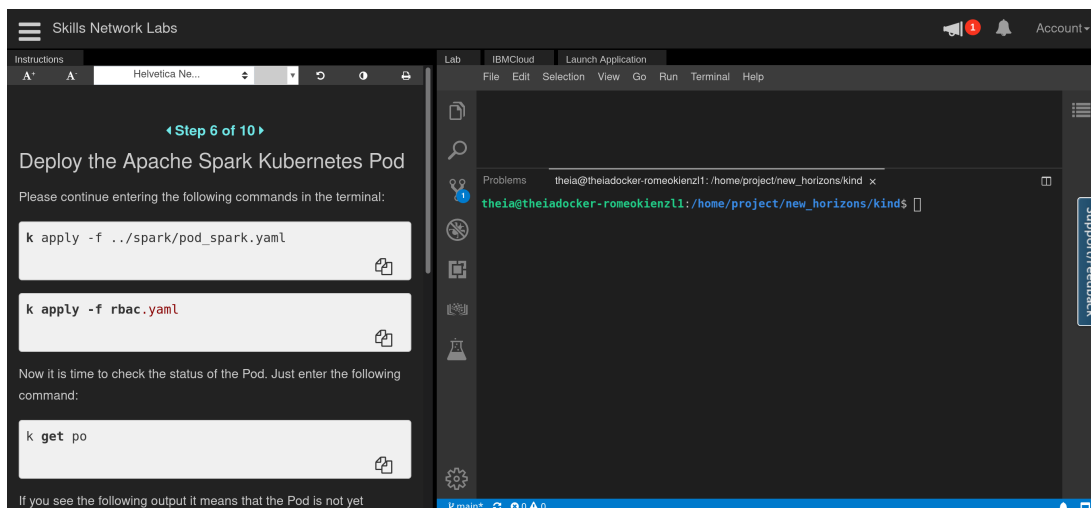 Skills Network Labs
1
Account
Instructions
Lab
IBMCloud
Launch Application
A+
A-
Helvetica Ne...
File Edit Selection View Go Run Terminal Help
Step 6 of 10
Deploy the Apache Spark Kubernetes Pod
Please continue entering the following commands in the terminal:
k apply -f ../spark/pod_spark.yaml
k apply -f rbac.yaml
Now it is time to check the status of the Pod. Just enter the following
command:
k get po
If you see the following output it means that the Pod is not yet
1
Problems
theia@theiadocker-romeokienzl1: /home/project/new_horizons/kind ×
theia@theiadocker-romeokienzl1:/home/project/new_horizons/kind$
Support/Feedback
main* 0 0